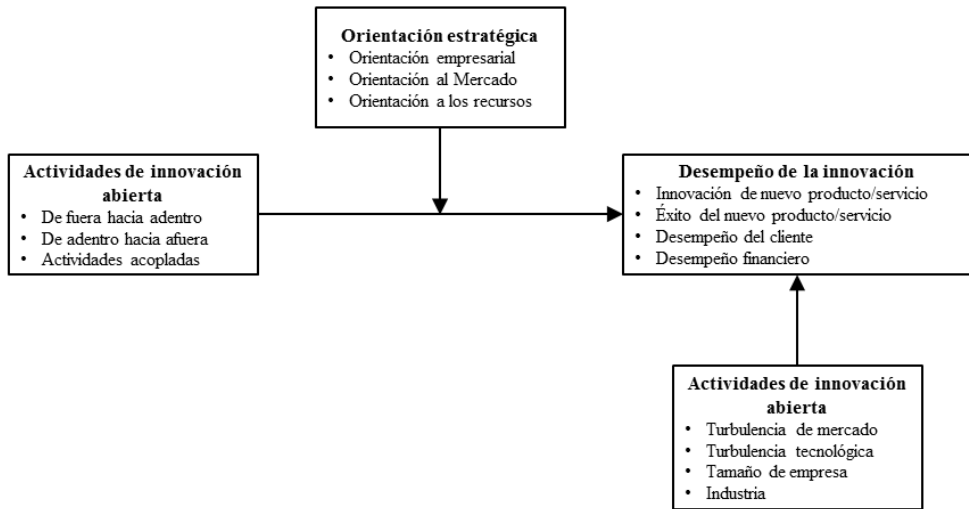 Orientación estratégica
• Orientación empresarial
• Orientación al Mercado
• Orientación a los recursos
Actividades de innovación
abierta
• De fuera hacia adentro
• De adentro hacia afuera
• Actividades acopladas
Desempeño de la innovación
• Innovación de nuevo producto/servicio
• Éxito del nuevo producto/servicio
• Desempeño del cliente
• Desempeño financiero
Actividades de innovación
abierta
• Turbulencia de mercado
• Turbulencia tecnológica
• Tamaño de empresa
• Industria